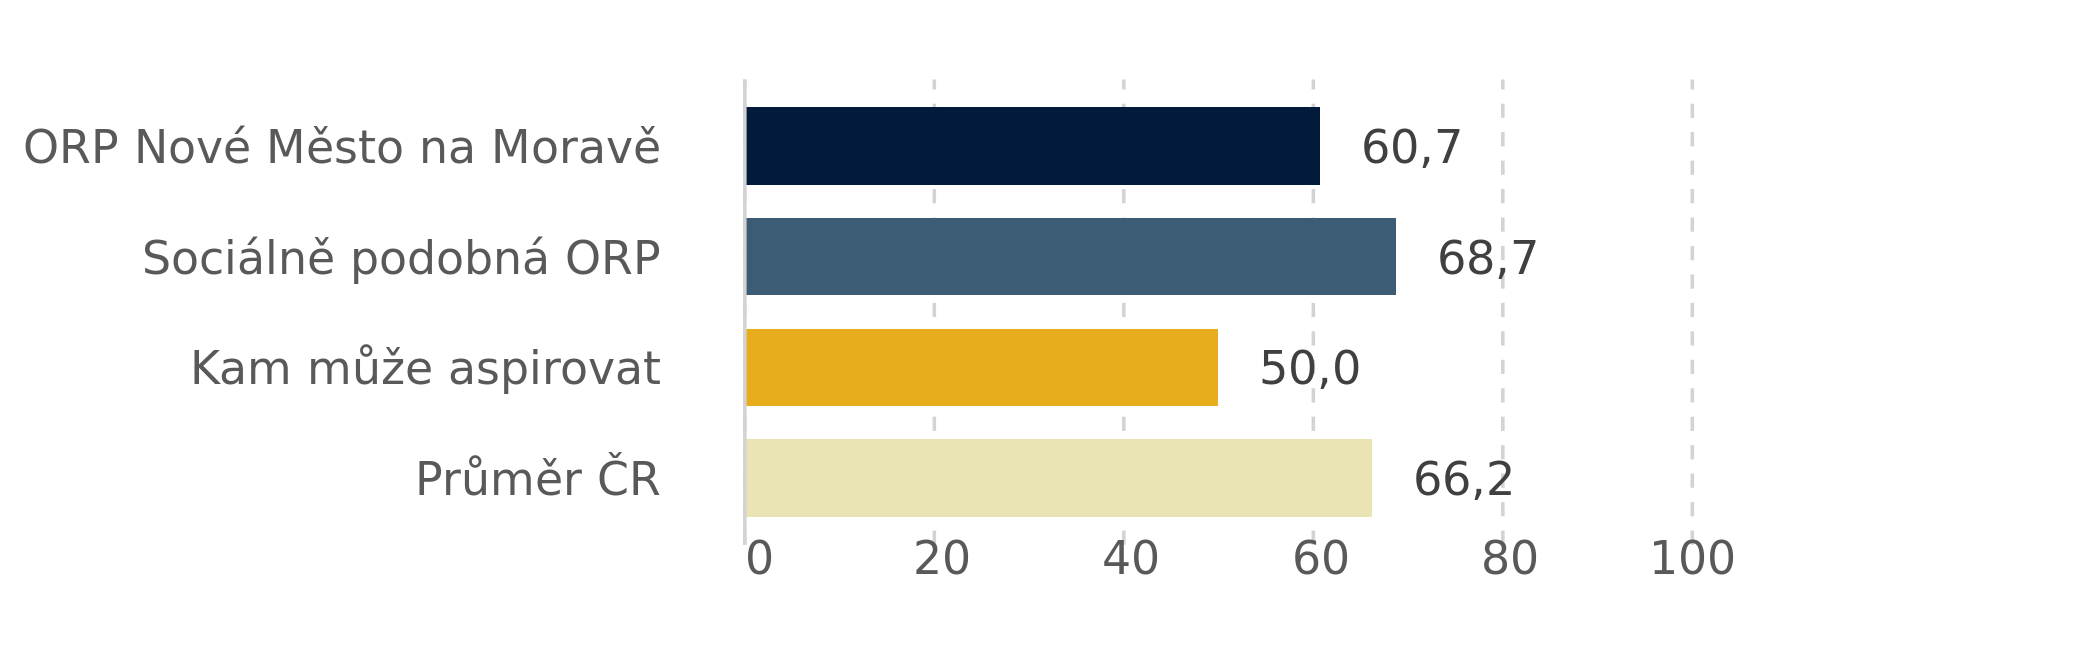 ORP Nové Město na Moravě 60,7
Sociálně podobná ORP 68,7
Kam může aspirovat 50,0
Průměr ČR 66,2
0 20 40 60 80 100